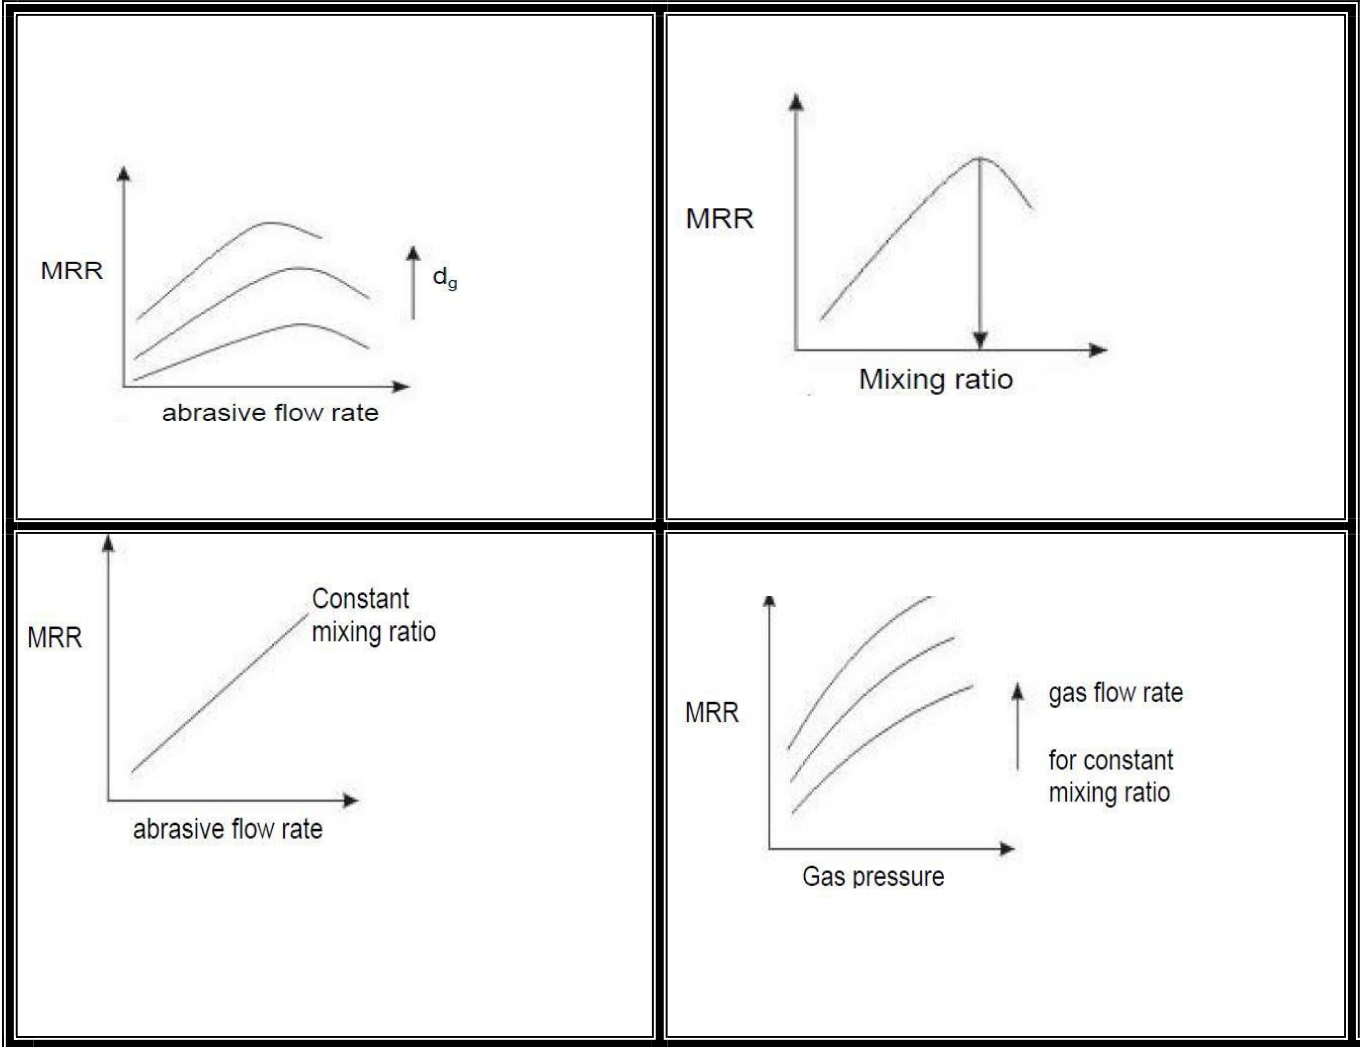 MRR
d_g
abrasive flow rate
MRR
Mixing ratio
Constant
mixing ratio
MRR
abrasive flow rate
MRR
gas flow rate
for constant
mixing ratio
Gas pressure